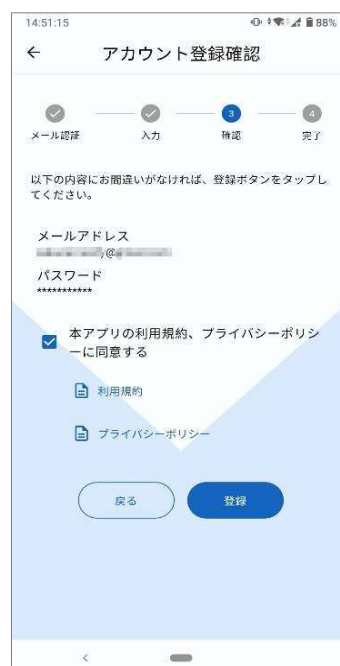 14:51:15
88%
アカウント登録確認
3
4
メール認証
入力
確認
完了
以下の内容にお間違いがなければ、登録ボタンをタップし
てください。
メールアドレス
パスワード
***********
本アプリの利用規約、プライバシーポリシ
ーに同意する
利用規約
プライバシーポリシー
戻る
登録